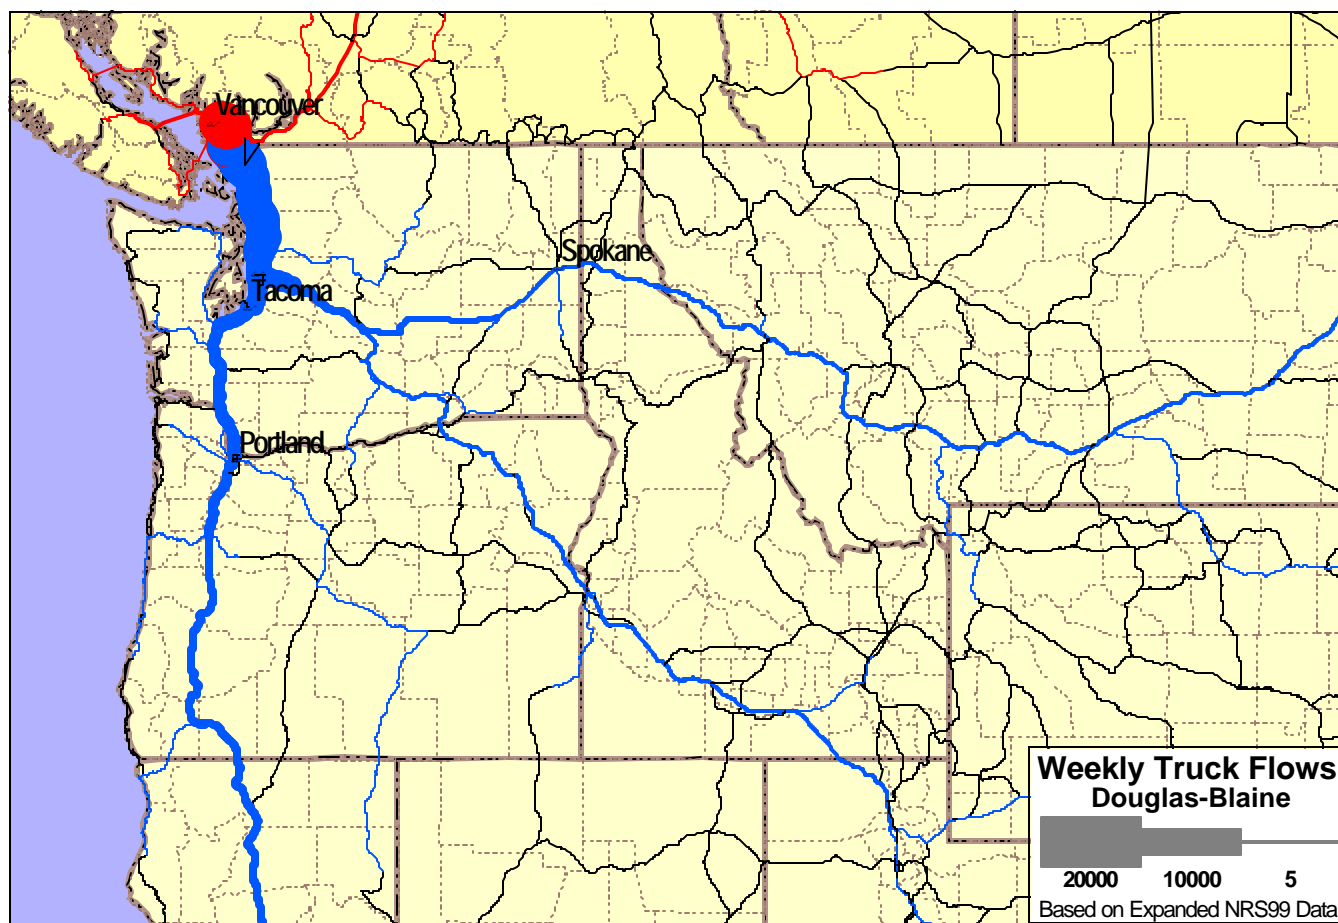 Vancouver
Spokane
Tacoma
Portland
Weekly Truck Flows
Douglas-Blaine
20000 10000 5
Based on Expanded NRS99 Data